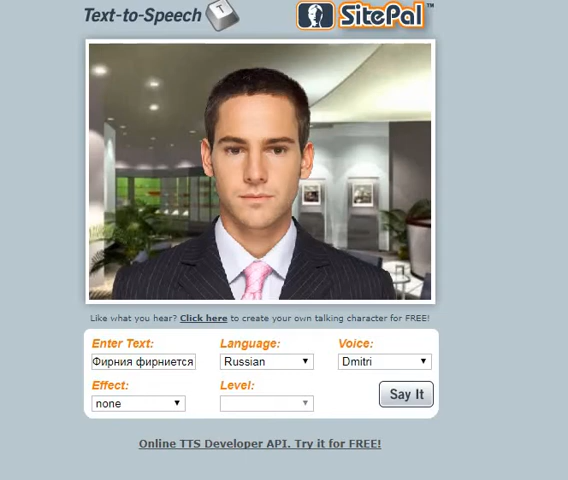 Text-to-Speech T SitePal™
Like what you hear? Click here to create your own talking character for FREE!
Enter Text: Language: Voice:
Фирния фирниется Russian Dmitri
Effect: Level:
none Say It
Online TTS Developer API. Try it for FREE!